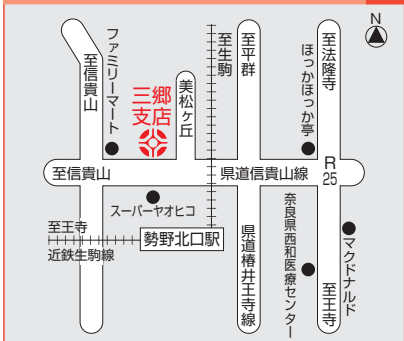 N
至信貴山
ファミリーマート
三郷
支店
美松ヶ丘
至生駒
至平群
ほっかほっか亭
至法隆寺
至信貴山
県道信貴山線
R
25
スーパーヤオヒコ
至王寺
近鉄生駒線
勢野北口駅
県道椿井王寺線
奈良県西和医療センター
マクドナルド
至王寺